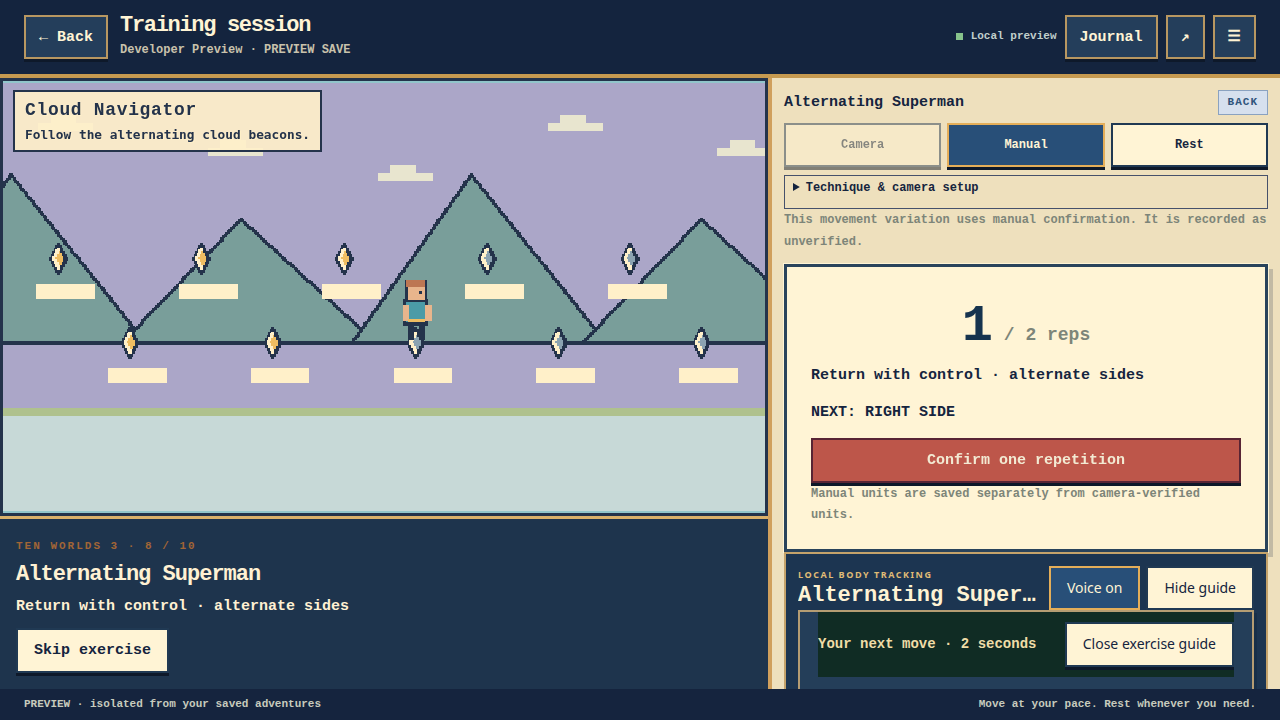 ← Back
Training session
Developer Preview · PREVIEW SAVE
Local preview
Journal
↗
☰
Cloud Navigator
Follow the alternating cloud beacons.
Alternating Superman
BACK
Camera
Manual
Rest
▶ Technique & camera setup
This movement variation uses manual confirmation. It is recorded as
unverified.
1 / 2 reps
Return with control · alternate sides
NEXT: RIGHT SIDE
Confirm one repetition
Manual units are saved separately from camera-verified
units.
TEN WORLDS 3 · 8 / 10
Alternating Superman
Return with control · alternate sides
Skip exercise
LOCAL BODY TRACKING
Alternating Super…
Voice on
Hide guide
Your next move · 2 seconds
Close exercise guide
PREVIEW · isolated from your saved adventures
Move at your pace. Rest whenever you need.